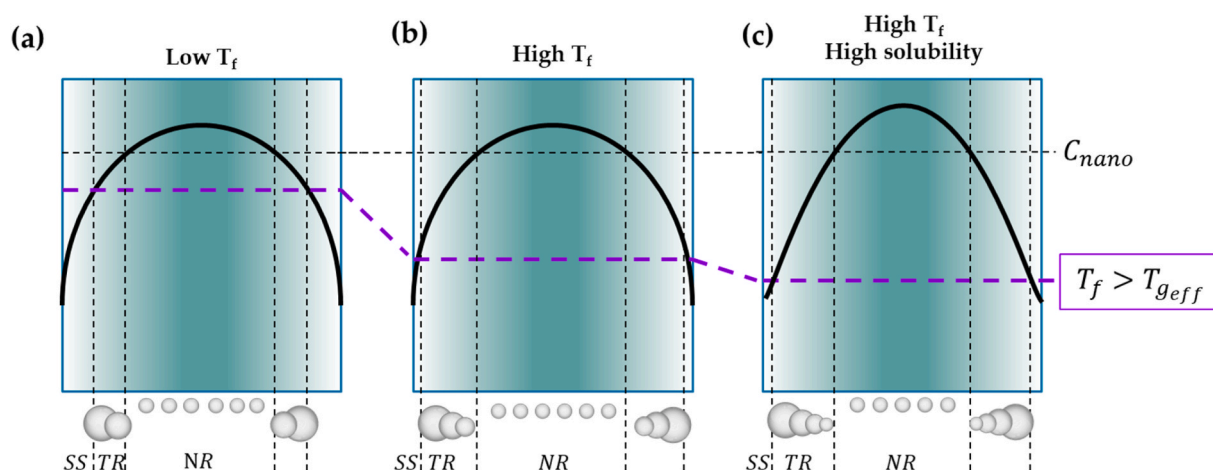 (a)
Low Tf
(b)
High Tf
(c)
High Tf
High solubility
Cnano
Tf > Tgeff
SS TR NR
SS TR NR
SS TR NR